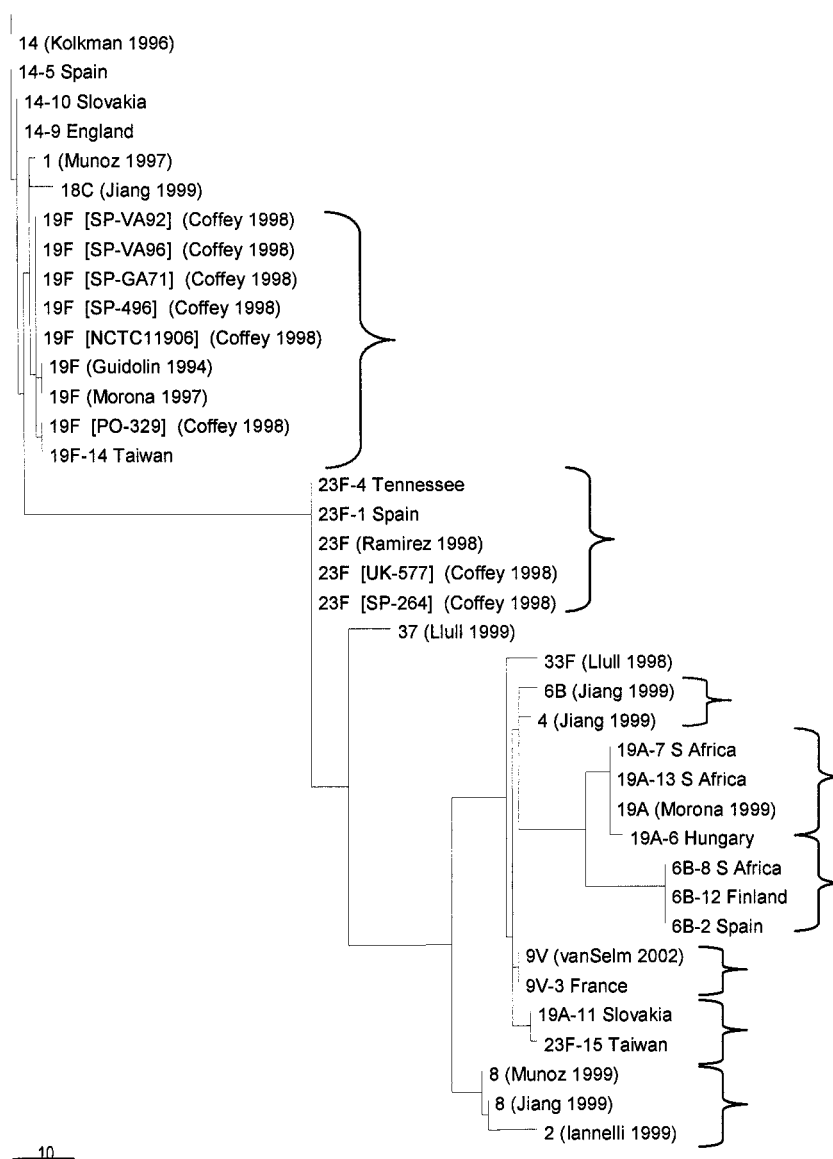 14 (Kolkman 1996)
14-5 Spain
14-10 Slovakia
14-9 England
1 (Munoz 1997)
18C (Jiang 1999)
19F [SP-VA92] (Coffey 1998)
19F [SP-VA96] (Coffey 1998)
19F [SP-GA71] (Coffey 1998)
19F [SP-496] (Coffey 1998)
19F [NCTC11906] (Coffey 1998)
19F (Guidolin 1994)
19F (Morona 1997)
19F [PO-329] (Coffey 1998)
19F-14 Taiwan
23F-4 Tennessee
23F-1 Spain
23F (Ramirez 1998)
23F [UK-577] (Coffey 1998)
23F [SP-264] (Coffey 1998)
37 (Llull 1999)
33F (Llull 1998)
6B (Jiang 1999)
4 (Jiang 1999)
19A-7 S Africa
19A-13 S Africa
19A (Morona 1999)
19A-6 Hungary
6B-8 S Africa
6B-12 Finland
6B-2 Spain
9V (vanSelm 2002)
9V-3 France
19A-11 Slovakia
23F-15 Taiwan
8 (Munoz 1999)
8 (Jiang 1999)
2 (Iannelli 1999)
10